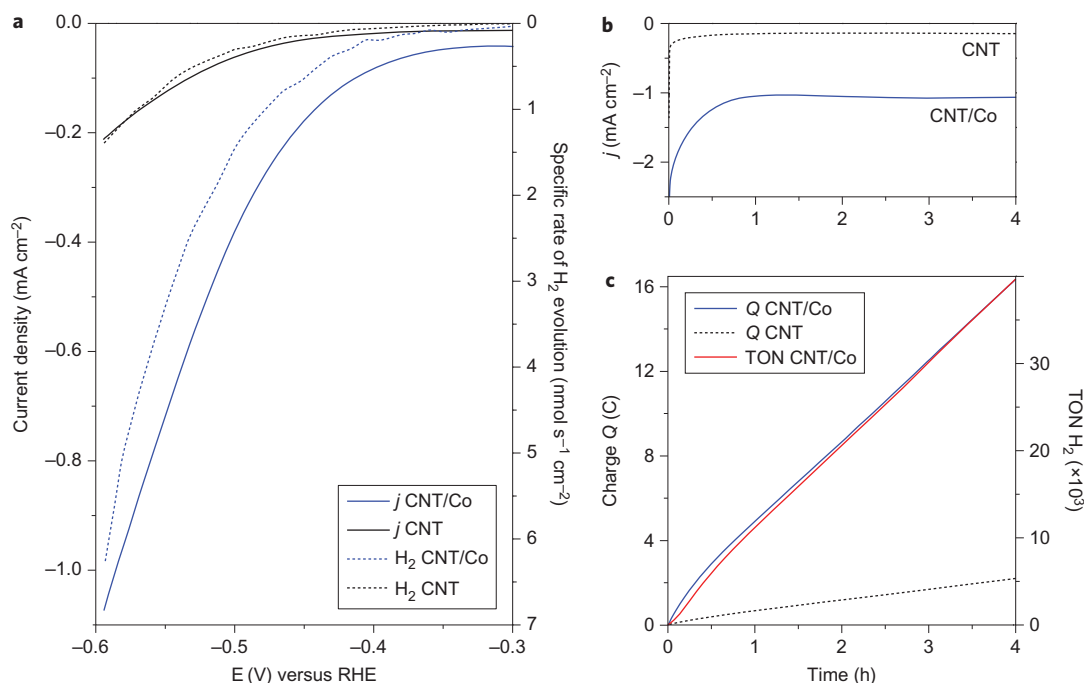 a
0.0
–0.2
–0.4
–0.6
–0.8
–1.0
Current density (mA cm⁻²)
–0.6
–0.5
–0.4
–0.3
E (V) versus RHE
0
1
2
3
4
5
6
7
Specific rate of H₂ evolution (nmol s⁻¹ cm⁻²)
j CNT/Co
j CNT
H₂ CNT/Co
H₂ CNT
b
0
–1
–2
j (mA cm⁻²)
CNT
CNT/Co
0
1
2
3
4
c
16
12
8
4
0
Charge Q (C)
Q CNT/Co
Q CNT
TON CNT/Co
30
20
10
0
TON H₂ (×10³)
0
1
2
3
4
Time (h)